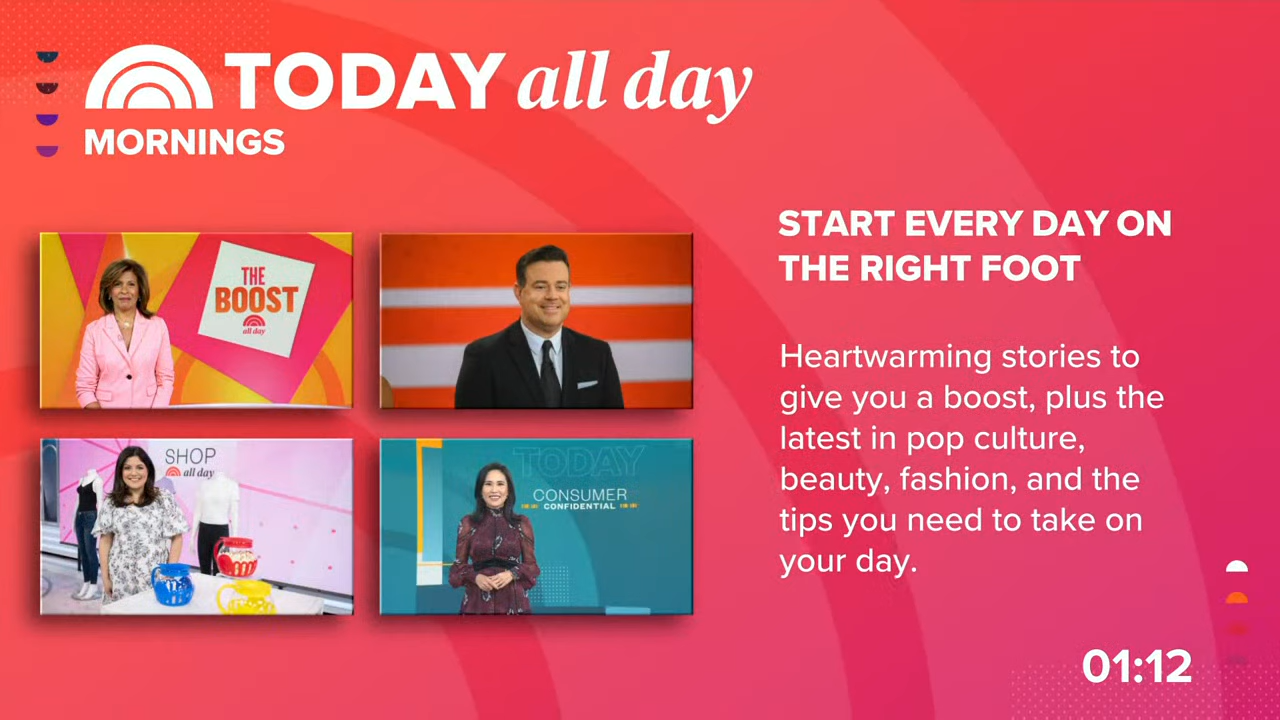 TODAY all day
MORNINGS
START EVERY DAY ON
THE RIGHT FOOT
THE
BOOST
all day
Heartwarming stories to
give you a boost, plus the
latest in pop culture,
beauty, fashion, and the
tips you need to take on
your day.
SHOP
all day
TODAY
CONSUMER
CONFIDENTIAL
01:12